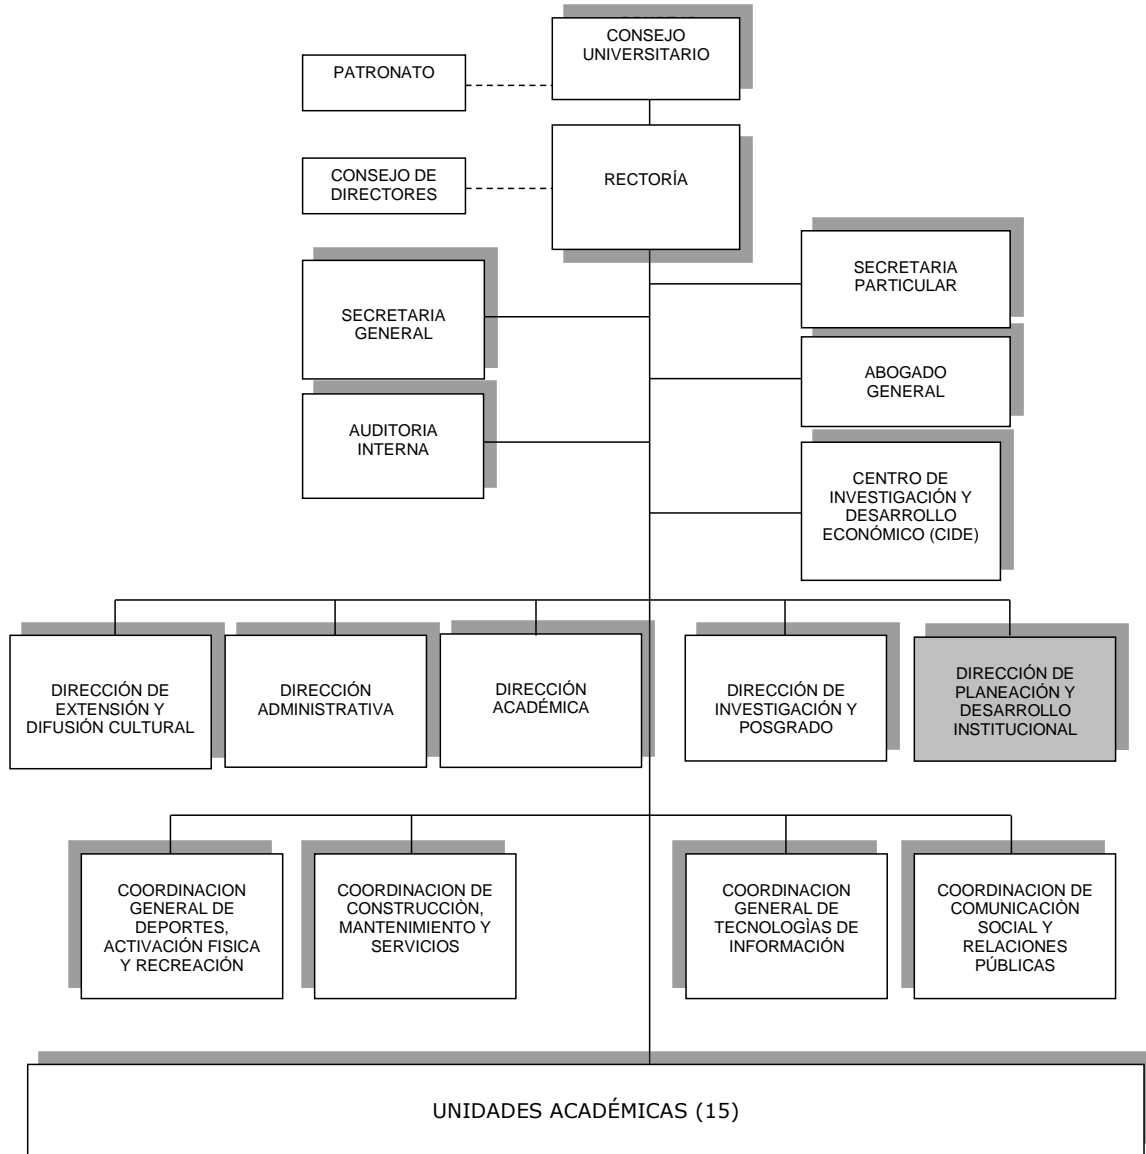 CONSEJO
UNIVERSITARIO
PATRONATO
CONSEJO DE
DIRECTORES
RECTORÍA
SECRETARIA
PARTICULAR
SECRETARIA
GENERAL
ABOGADO
GENERAL
AUDITORIA
INTERNA
CENTRO DE
INVESTIGACIÓN Y
DESARROLLO
ECONÓMICO (CIDE)
DIRECCIÓN DE
EXTENSIÓN Y
DIFUSIÓN CULTURAL
DIRECCIÓN
ADMINISTRATIVA
DIRECCIÓN
ACADÉMICA
DIRECCIÓN DE
INVESTIGACIÓN Y
POSGRADO
DIRECCIÓN DE
PLANEACIÓN Y
DESARROLLO
INSTITUCIONAL
COORDINACION
GENERAL DE
DEPORTES,
ACTIVACIÓN FISICA
Y RECREACIÓN
COORDINACION DE
CONSTRUCCIÒN,
MANTENIMIENTO Y
SERVICIOS
COORDINACION
GENERAL DE
TECNOLOGÌAS DE
INFORMACIÓN
COORDINACION DE
COMUNICACIÒN
SOCIAL Y
RELACIONES
PÚBLICAS
UNIDADES ACADÉMICAS (15)